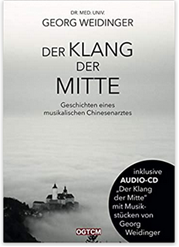 DR. MED. UNIV.
GEORG WEIDINGER
DER KLANG
DER
MITTE
Geschichten eines
musikalischen Chinesenarztes
inklusive
AUDIO-CD
„Der Klang
der Mitte"
mit Musik-
stücken von
Georg
Weidinger
OGTCM